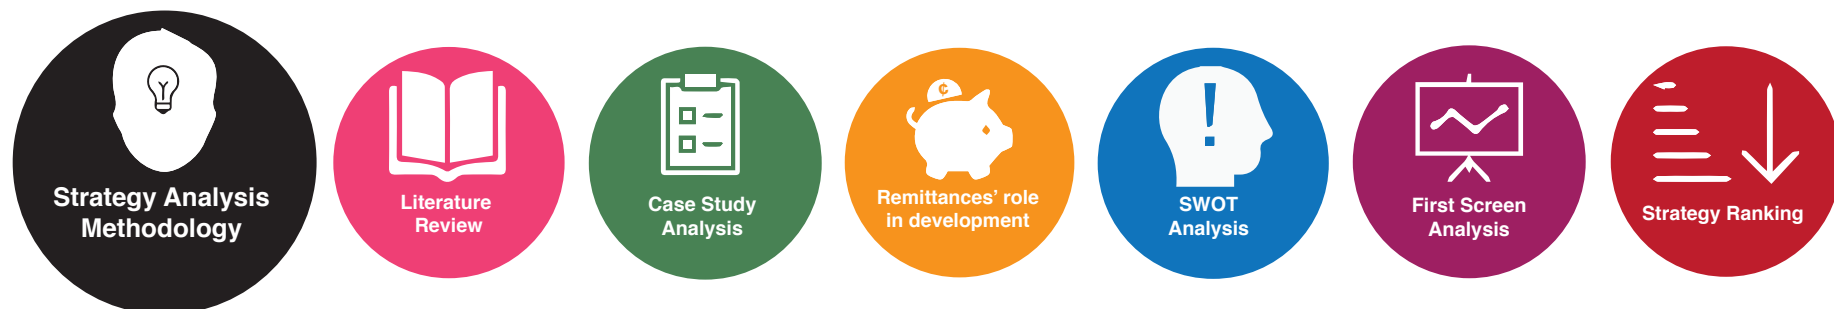 Strategy Analysis
Methodology
Literature
Review
Case Study
Analysis
Remittances’ role
in development
SWOT
Analysis
First Screen
Analysis
Strategy Ranking